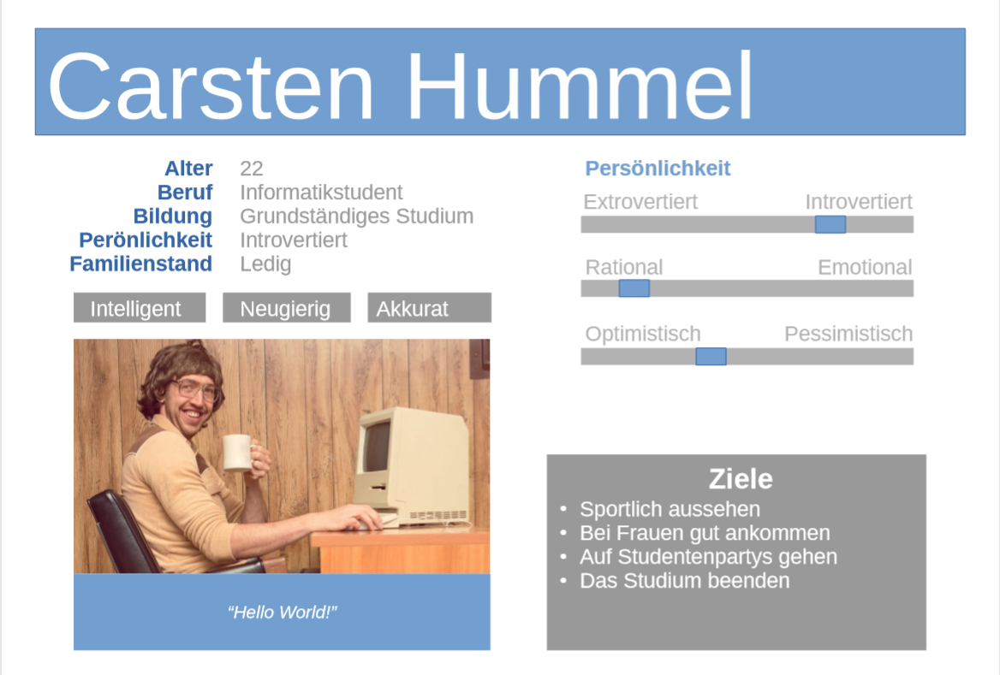 Carsten Hummel
Alter 22
Beruf Informatikstudent
Bildung Grundständiges Studium
Perönlichkeit Introvertiert
Familienstand Ledig
Intelligent Neugierig Akkurat
“Hello World!”
Persönlichkeit
Extrovertiert Introvertiert
Rational Emotional
Optimistisch Pessimistisch
Ziele
• Sportlich aussehen
• Bei Frauen gut ankommen
• Auf Studentenpartys gehen
• Das Studium beenden